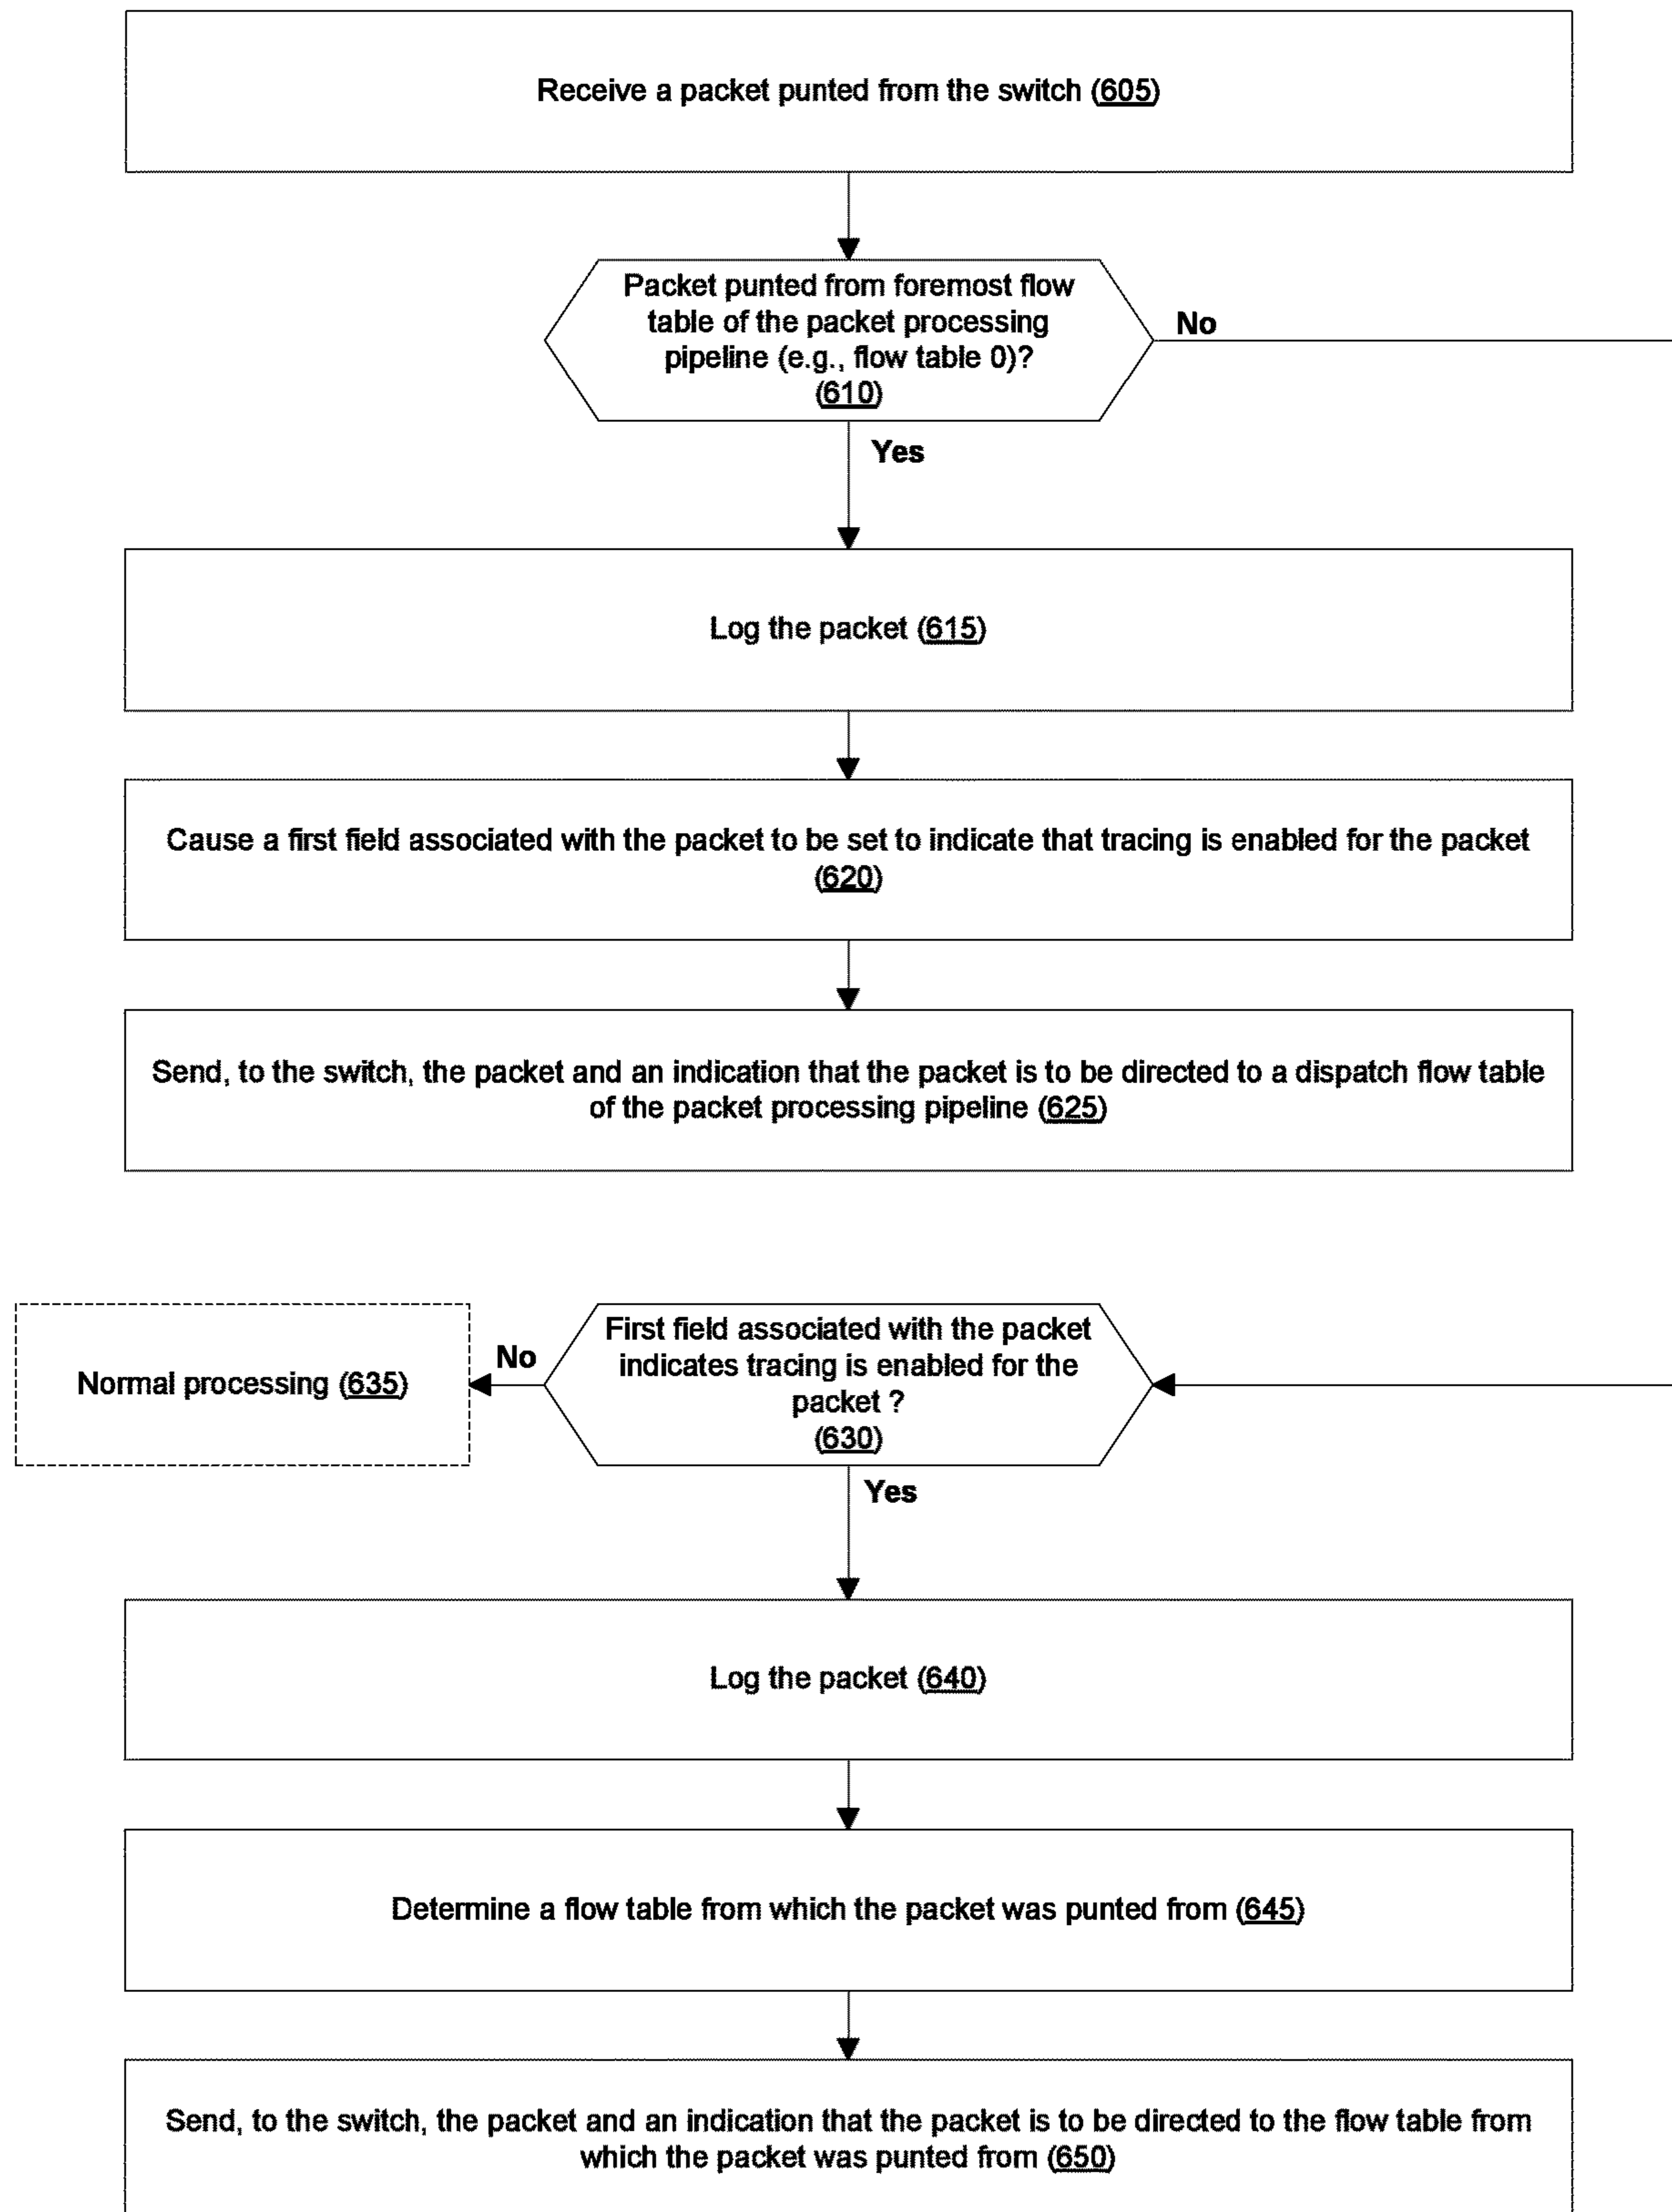 Receive a packet punted from the switch (605)
Packet punted from foremost flow
table of the packet processing
pipeline (e.g., flow table 0)?
(610)
No
Yes
Log the packet (615)
Cause a first field associated with the packet to be set to indicate that tracing is enabled for the packet
(620)
Send, to the switch, the packet and an indication that the packet is to be directed to a dispatch flow table
of the packet processing pipeline (625)
Normal processing (635)
No
First field associated with the packet
indicates tracing is enabled for the
packet ?
(630)
Yes
Log the packet (640)
Determine a flow table from which the packet was punted from (645)
Send, to the switch, the packet and an indication that the packet is to be directed to the flow table from
which the packet was punted from (650)